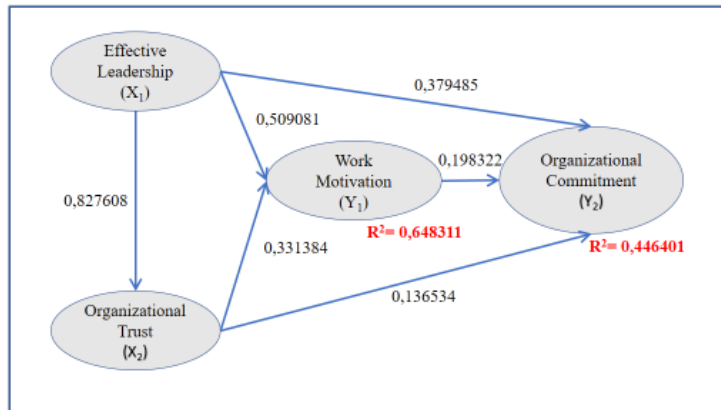 Effective
Leadership
(X₁)
0,379485
0,509081
Work
Motivation
(Y₁)
0,198322
Organizational
Commitment
(Y₂)
0,827608
R²= 0,648311
R²= 0,446401
0,331384
0,136534
Organizational
Trust
(X₂)